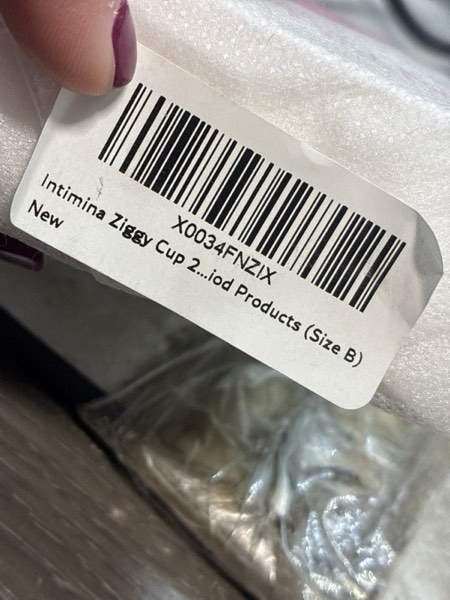 X0034FNZIX
Intimina Ziggy Cup 2...iod Products (Size B)
New